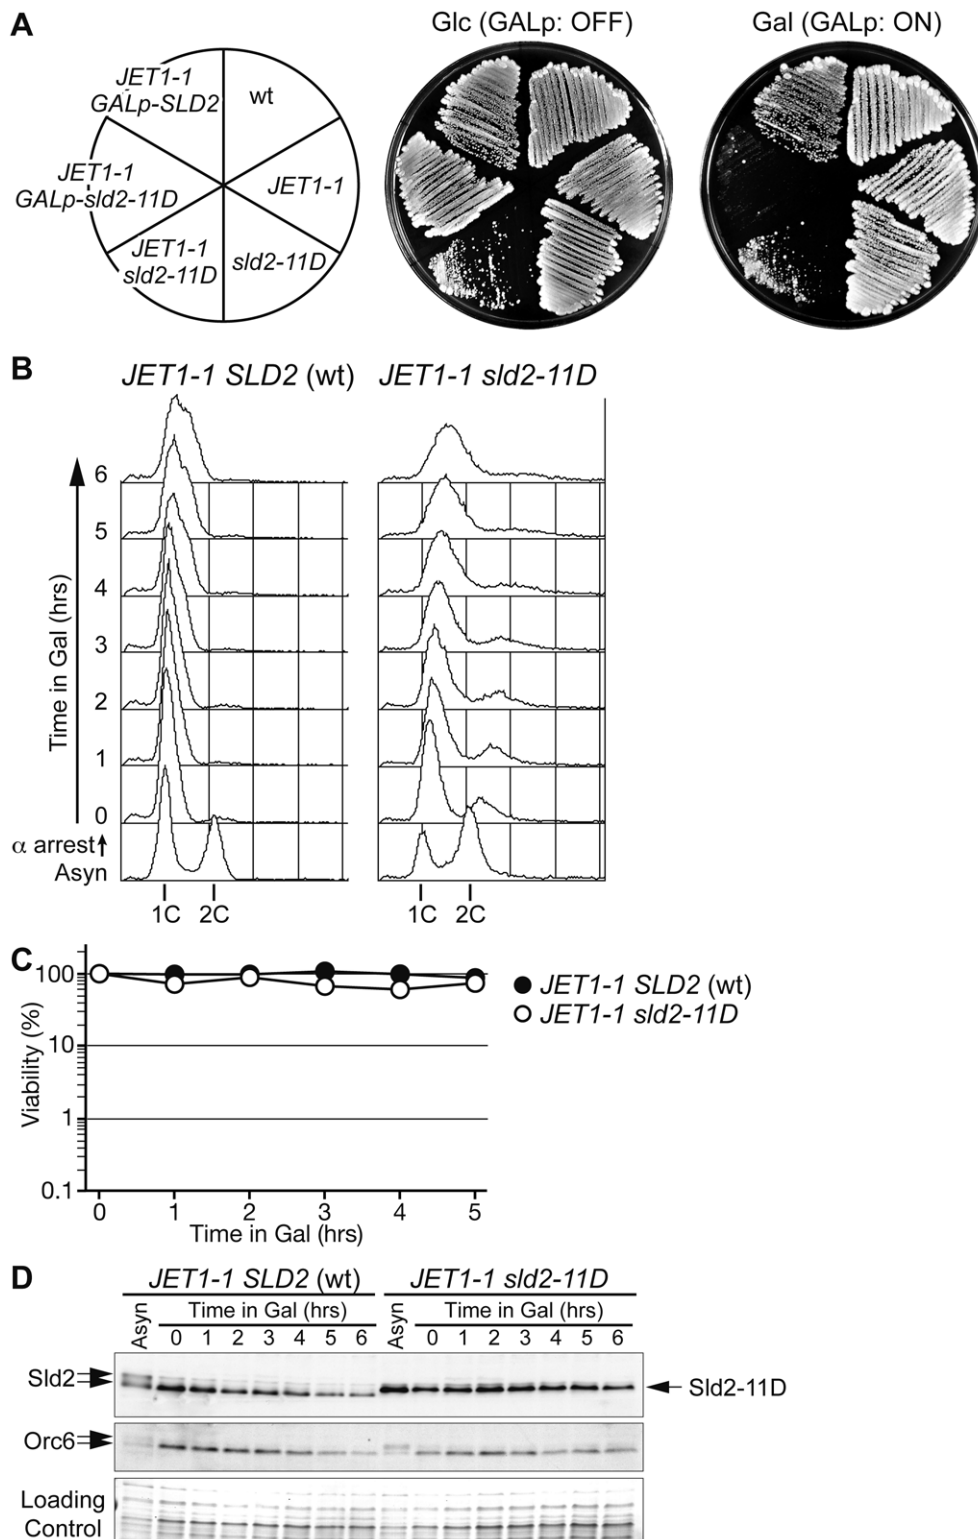 A
Glc (GALp: OFF)
Gal (GALp: ON)
JET1-1
GALp-SLD2
wt
JET1-1
GALp-sld2-11D
JET1-1
JET1-1
sld2-11D
sld2-11D
B
JET1-1 SLD2 (wt)
JET1-1 sld2-11D
Time in Gal (hrs)
6
5
4
3
2
1
0
α arrest
Asyn
1C
2C
1C
2C
C
Viability (%)
100
10
1
0.1
0 1 2 3 4 5
Time in Gal (hrs)
JET1-1 SLD2 (wt)
JET1-1 sld2-11D
D
JET1-1 SLD2 (wt)
JET1-1 sld2-11D
Asyn
Time in Gal (hrs)
0 1 2 3 4 5 6
Asyn
Time in Gal (hrs)
0 1 2 3 4 5 6
Sld2
Sld2-11D
Orc6
Loading
Control